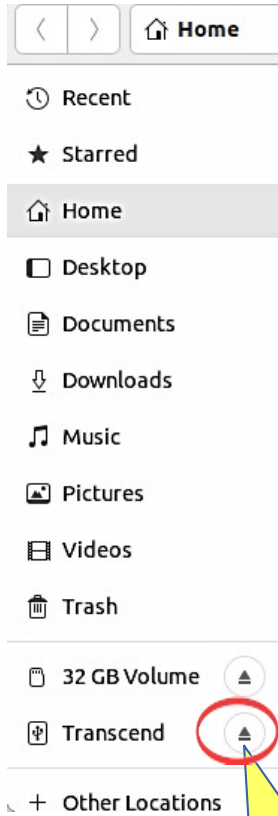 Home
Recent
Starred
Home
Desktop
Documents
Downloads
Music
Pictures
Videos
Trash
32 GB Volume
Transcend
+ Other Locations